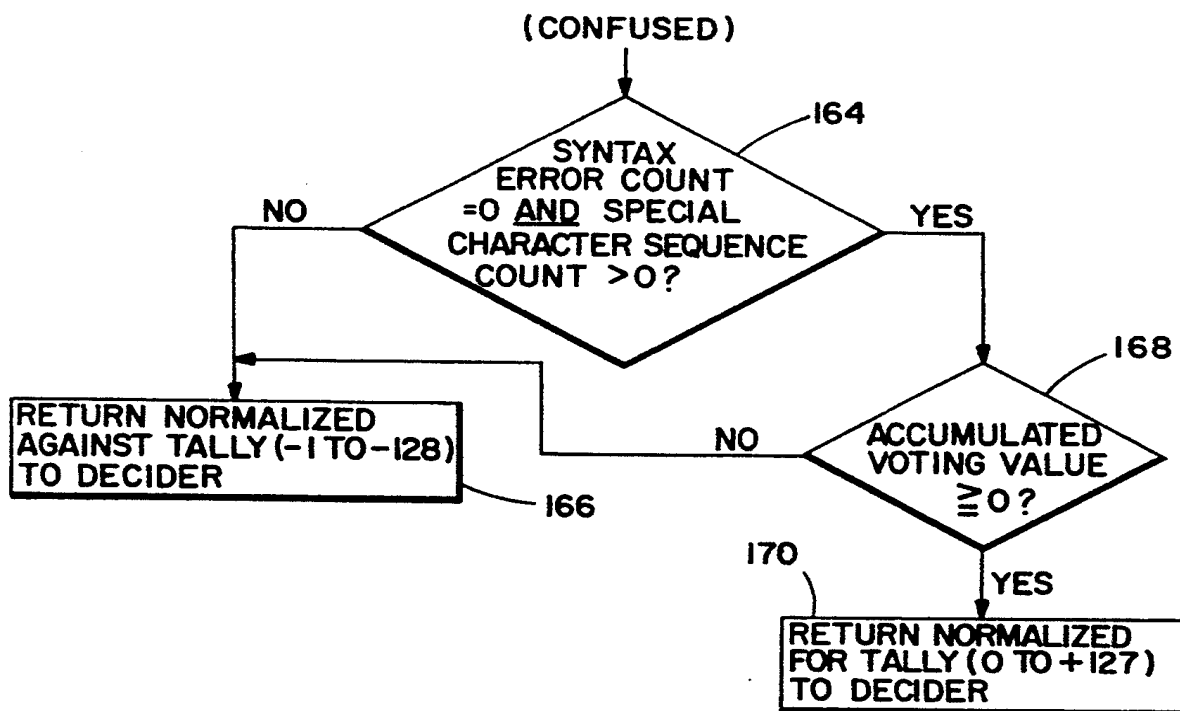 (CONFUSED)
164
SYNTAX
ERROR COUNT
=0 AND SPECIAL
CHARACTER SEQUENCE
COUNT >0?
NO
YES
168
RETURN NORMALIZED
AGAINST TALLY (-1 TO -128)
TO DECIDER
166
NO
ACCUMULATED
VOTING VALUE
≧0?
170
YES
RETURN NORMALIZED
FOR TALLY (0 TO +127)
TO DECIDER